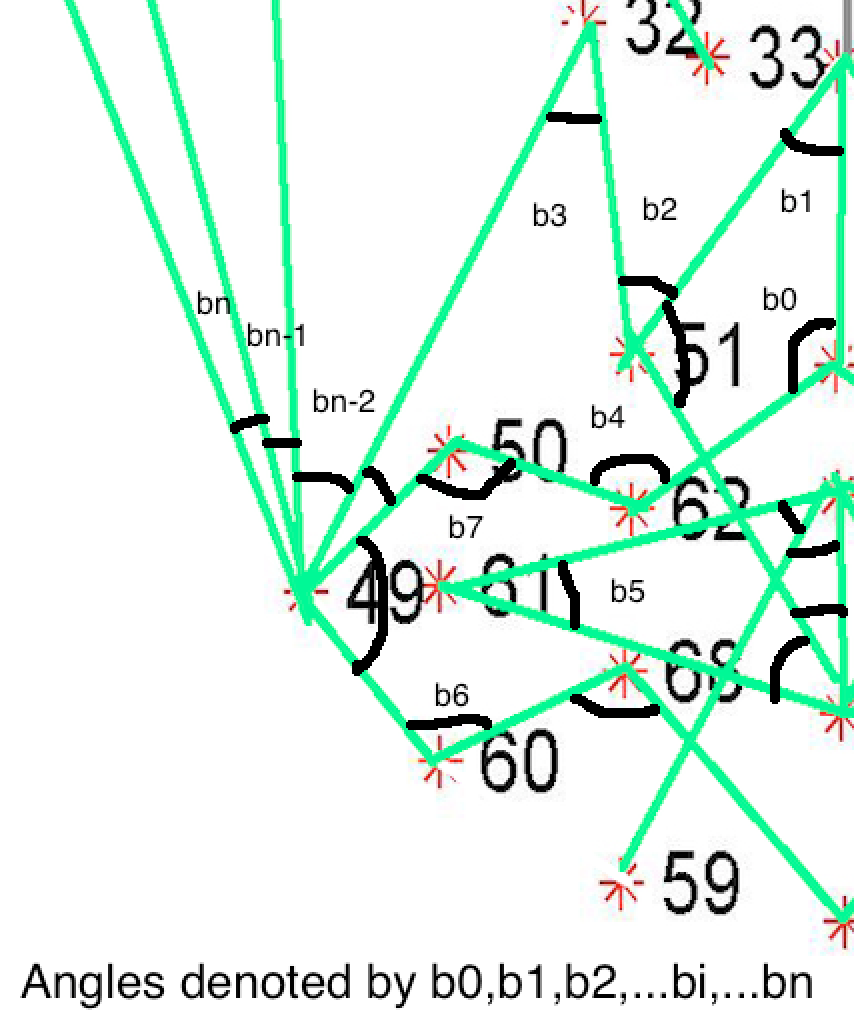 32
33
b3
b2
b1
bn
bn-1
b0
51
bn-2
b4
50
62
b7
49
61
b5
68
b6
60
59
Angles denoted by b0,b1,b2,...bi,...bn